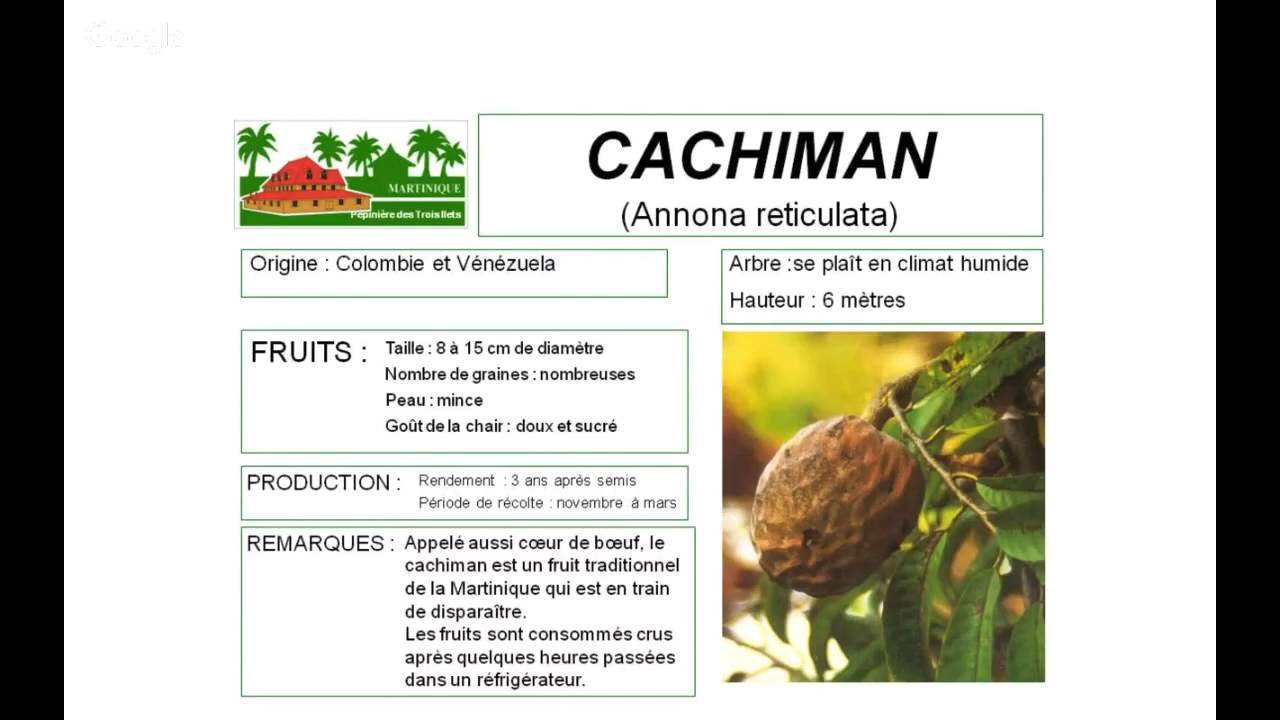 Google
MARTINIQUE
Pépinière des Trois Ilets
CACHIMAN
(Annona reticulata)
Origine : Colombie et Vénézuela
Arbre :se plaît en climat humide
Hauteur : 6 mètres
FRUITS :
Taille : 8 à 15 cm de diamètre
Nombre de graines : nombreuses
Peau : mince
Goût de la chair : doux et sucré
PRODUCTION :
Rendement : 3 ans aprés semis
Période de récolte : novembre à mars
REMARQUES :
Appelé aussi cœur de bœuf, le
cachiman est un fruit traditionnel
de la Martinique qui est en train
de disparaître.
Les fruits sont consommés crus
après quelques heures passées
dans un réfrigérateur.